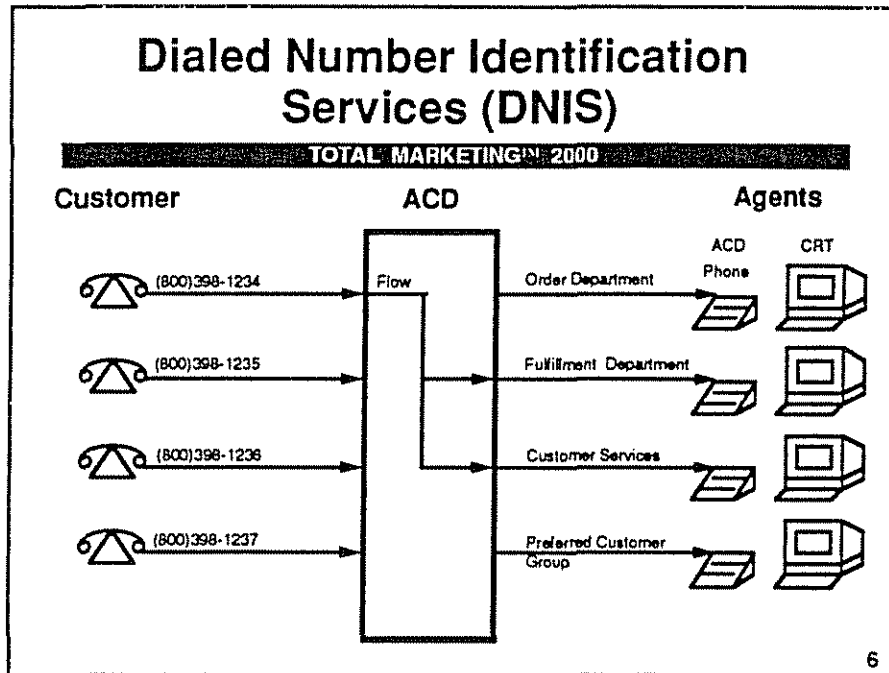 Dialed Number Identification
Services (DNIS)
TOTAL MARKETING™ 2000
Customer
ACD
Agents
ACD
Phone
CRT
(800)398-1234
Flow
Order Department
(800)398-1235
Fulfillment Department
(800)398-1236
Customer Services
(800)398-1237
Preferred Customer
Group
6